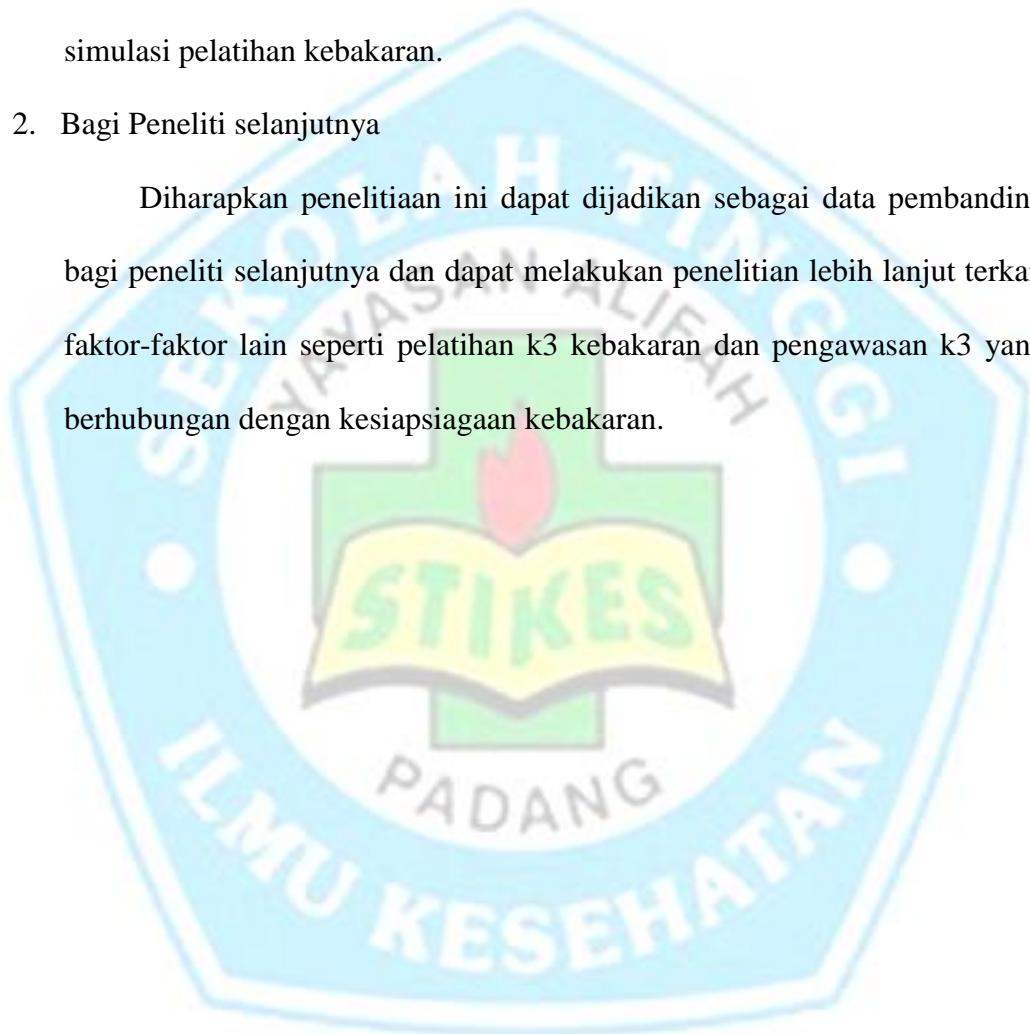 simulasi pelatihan kebakaran.
2. Bagi Peneliti selanjutnya
Diharapkan penelitiaan ini dapat dijadikan sebagai data pembandin
bagi peneliti selanjutnya dan dapat melakukan penelitian lebih lanjut terka
faktor-faktor lain seperti pelatihan k3 kebakaran dan pengawasan k3 yan
berhubungan dengan kesiapsiagaan kebakaran.
SEKOLAH TINGGI
YAYASAN ALIFAH
STIKES
PADANG
ILMU KESEHATAN